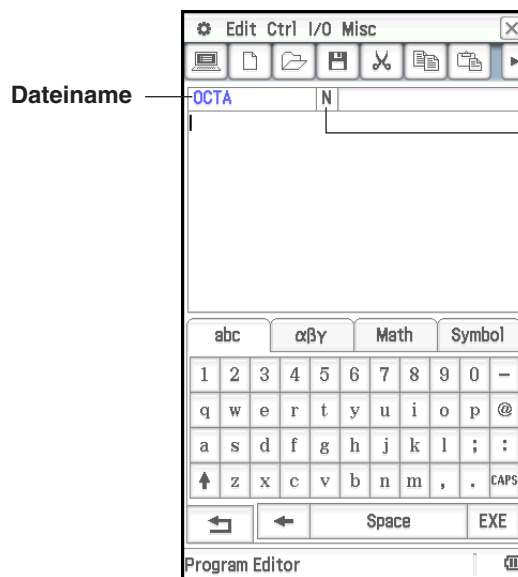 Edit Ctrl I/O Misc
Dateiname
OCTA N
abc αβγ Math Symbol
1 2 3 4 5 6 7 8 9 0 −
q w e r t y u i o p @
a s d f g h j k l ; :
z x c v b n m , . CAPS
Space EXE
Program Editor